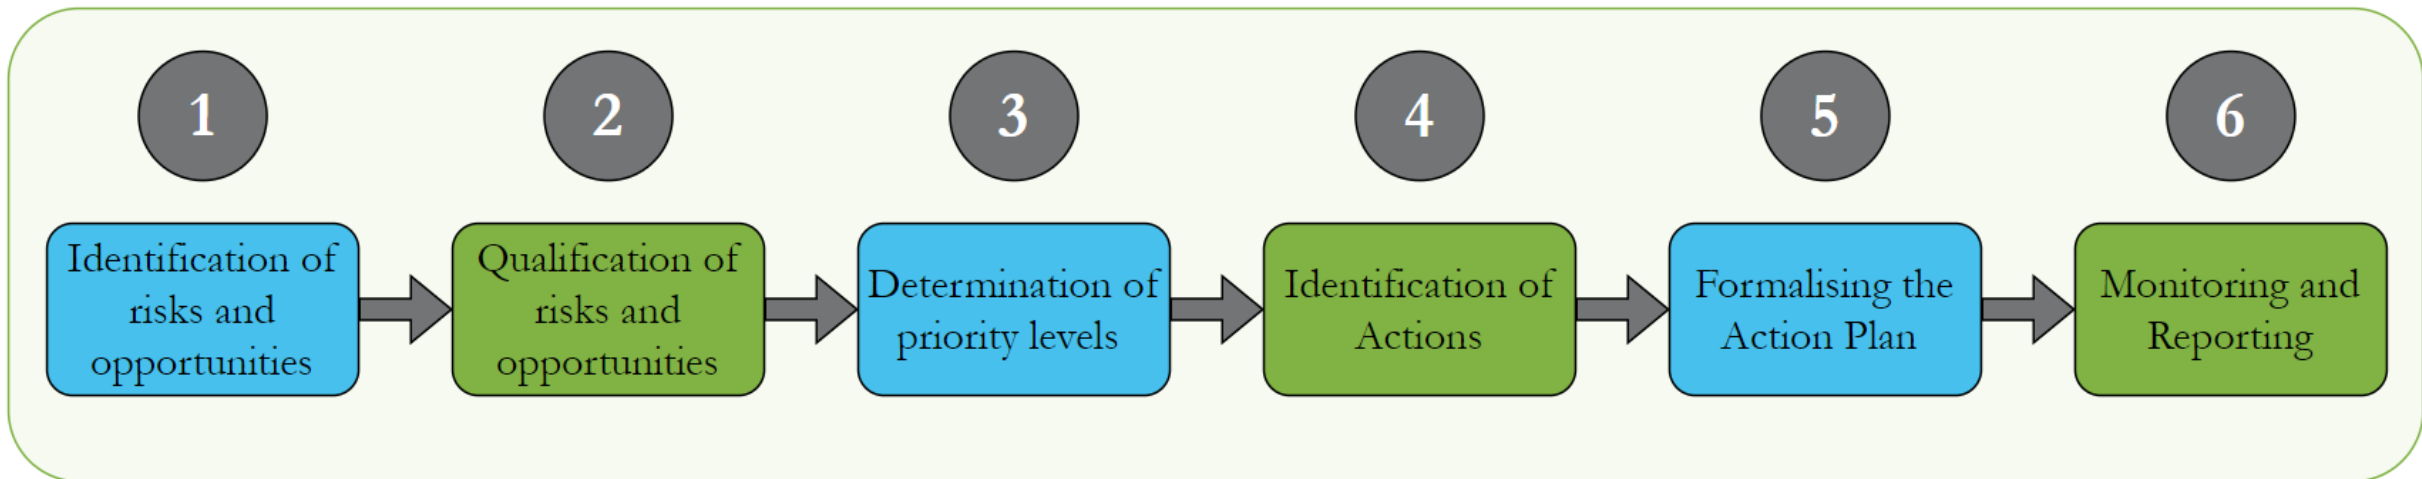 1
2
3
4
5
6
Identification of
risks and
opportunities
Qualification of
risks and
opportunities
Determination of
priority levels
Identification of
Actions
Formalising the
Action Plan
Monitoring and
Reporting